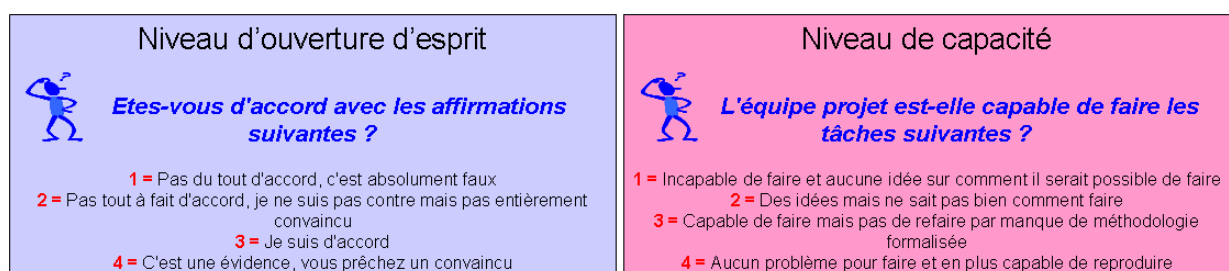 Niveau d'ouverture d'esprit
Etes-vous d'accord avec les affirmations
suivantes ?
1 = Pas du tout d'accord, c'est absolument faux
2 = Pas tout à fait d'accord, je ne suis pas contre mais pas entièrement
convaincu
3 = Je suis d'accord
4 = C'est une évidence, vous prêchez un convaincu
Niveau de capacité
L'équipe projet est-elle capable de faire les
tâches suivantes ?
1 = Incapable de faire et aucune idée sur comment il serait possible de faire
2 = Des idées mais ne sait pas bien comment faire
3 = Capable de faire mais pas de refaire par manque de méthodologie
formalisée
4 = Aucun problème pour faire et en plus capable de reproduire